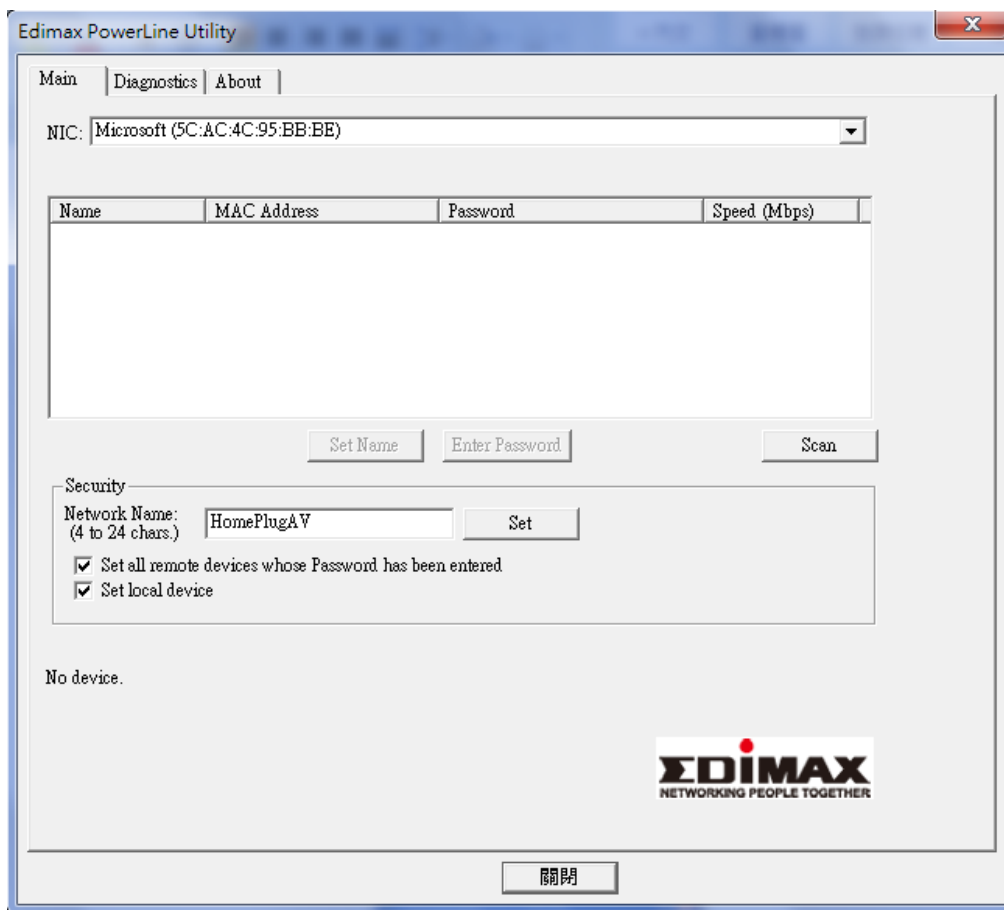 Edimax PowerLine Utility
Main Diagnostics About
NIC: Microsoft (5C:AC:4C:95:BB:BE)
Name MAC Address Password Speed (Mbps)
Set Name Enter Password Scan
Security
Network Name: HomePlugAV Set
(4 to 24 chars.)
Set all remote devices whose Password has been entered
Set local device
No device.
EDIMAX
NETWORKING PEOPLE TOGETHER
關閉